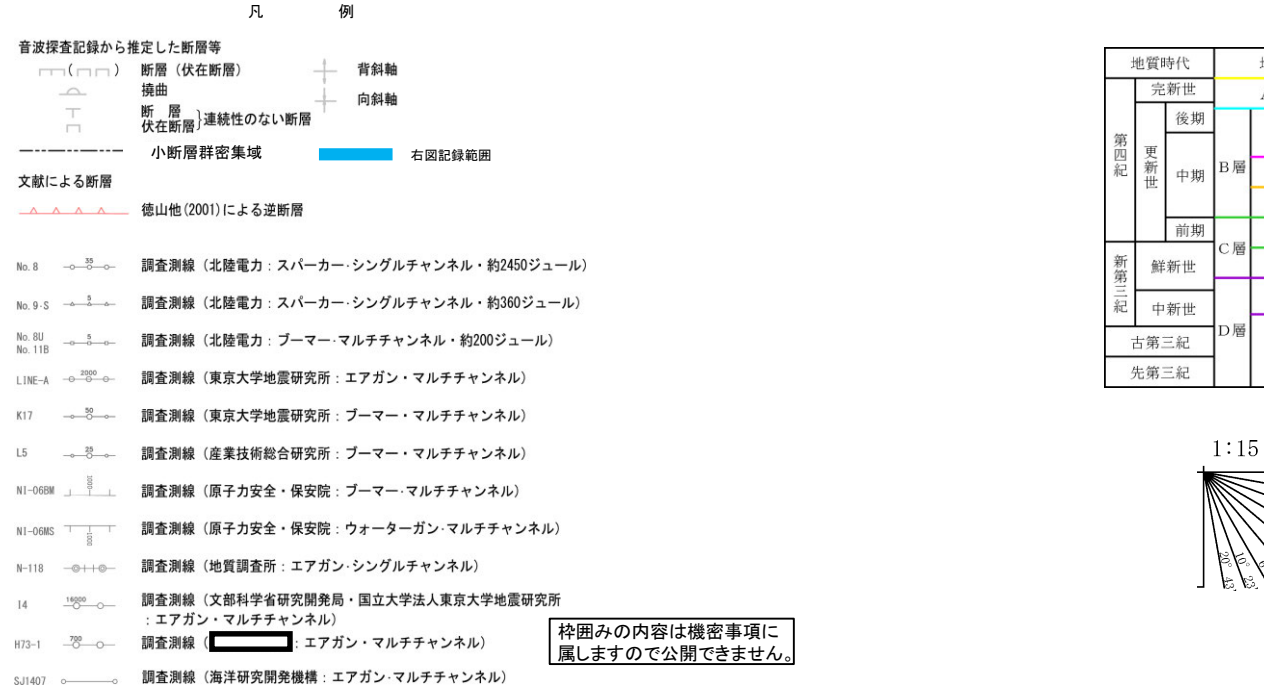 凡 例
音波探査記録から推定した断層等
( ) 断層（伏在断層） 背斜軸
撓曲
向斜軸
断 層
伏在断層}連続性のない断層
小断層群密集域 右図記録範囲
文献による断層
徳山他(2001)による逆断層
No. 8 35 調査測線（北陸電力：スパーカー・シングルチャンネル・約2450ジュール）
No. 9-S 5 調査測線（北陸電力：スパーカー・シングルチャンネル・約360ジュール）
No. 8U
No. 11B 5 調査測線（北陸電力：ブーマー・マルチチャンネル・約200ジュール）
LINE-A 2000 調査測線（東京大学地震研究所：エアガン・マルチチャンネル）
K17 50 調査測線（東京大学地震研究所：ブーマー・マルチチャンネル）
L5 25 調査測線（産業技術総合研究所：ブーマー・マルチチャンネル）
NI-06BM 1000 調査測線（原子力安全・保安院：ブーマー・マルチチャンネル）
NI-06MS 1000 調査測線（原子力安全・保安院：ウォーターガン・マルチチャンネル）
N-118 調査測線（地質調査所：エアガン・シングルチャンネル）
I4 16000 調査測線（文部科学省研究開発局・国立大学法人東京大学地震研究所
：エアガン・マルチチャンネル）
H73-1 700 調査測線（ ：エアガン・マルチチャンネル）
SJ1407 調査測線（海洋研究開発機構：エアガン・マルチチャンネル）
枠囲みの内容は機密事項に
属しますので公開できません。
地質時代
第四紀
完新世
更新世
後期
中期
前期
新第三紀
鮮新世
中新世
古第三紀
先第三紀
B層
C層
D層
1:15
20° 43′
10° 23′